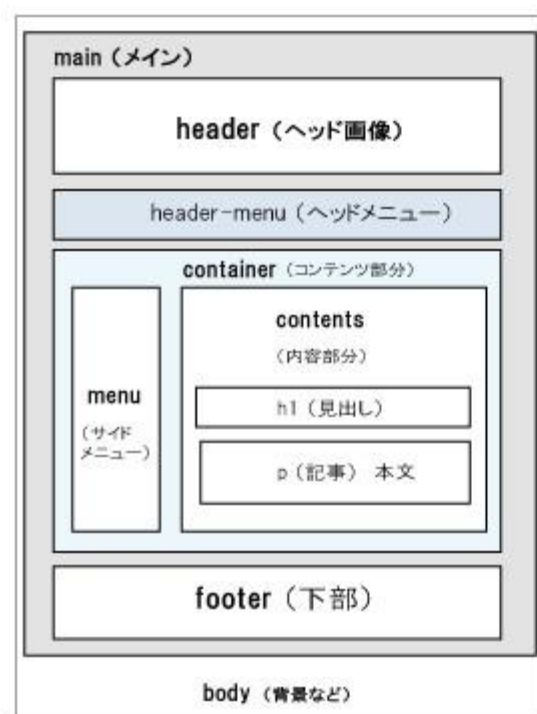 main（メイン）
header（ヘッド画像）
header-menu（ヘッドメニュー）
container（コンテンツ部分）
menu
（サイド
メニュー）
contents
（内容部分）
h1（見出し）
p（記事） 本文
footer（下部）
body（背景など）